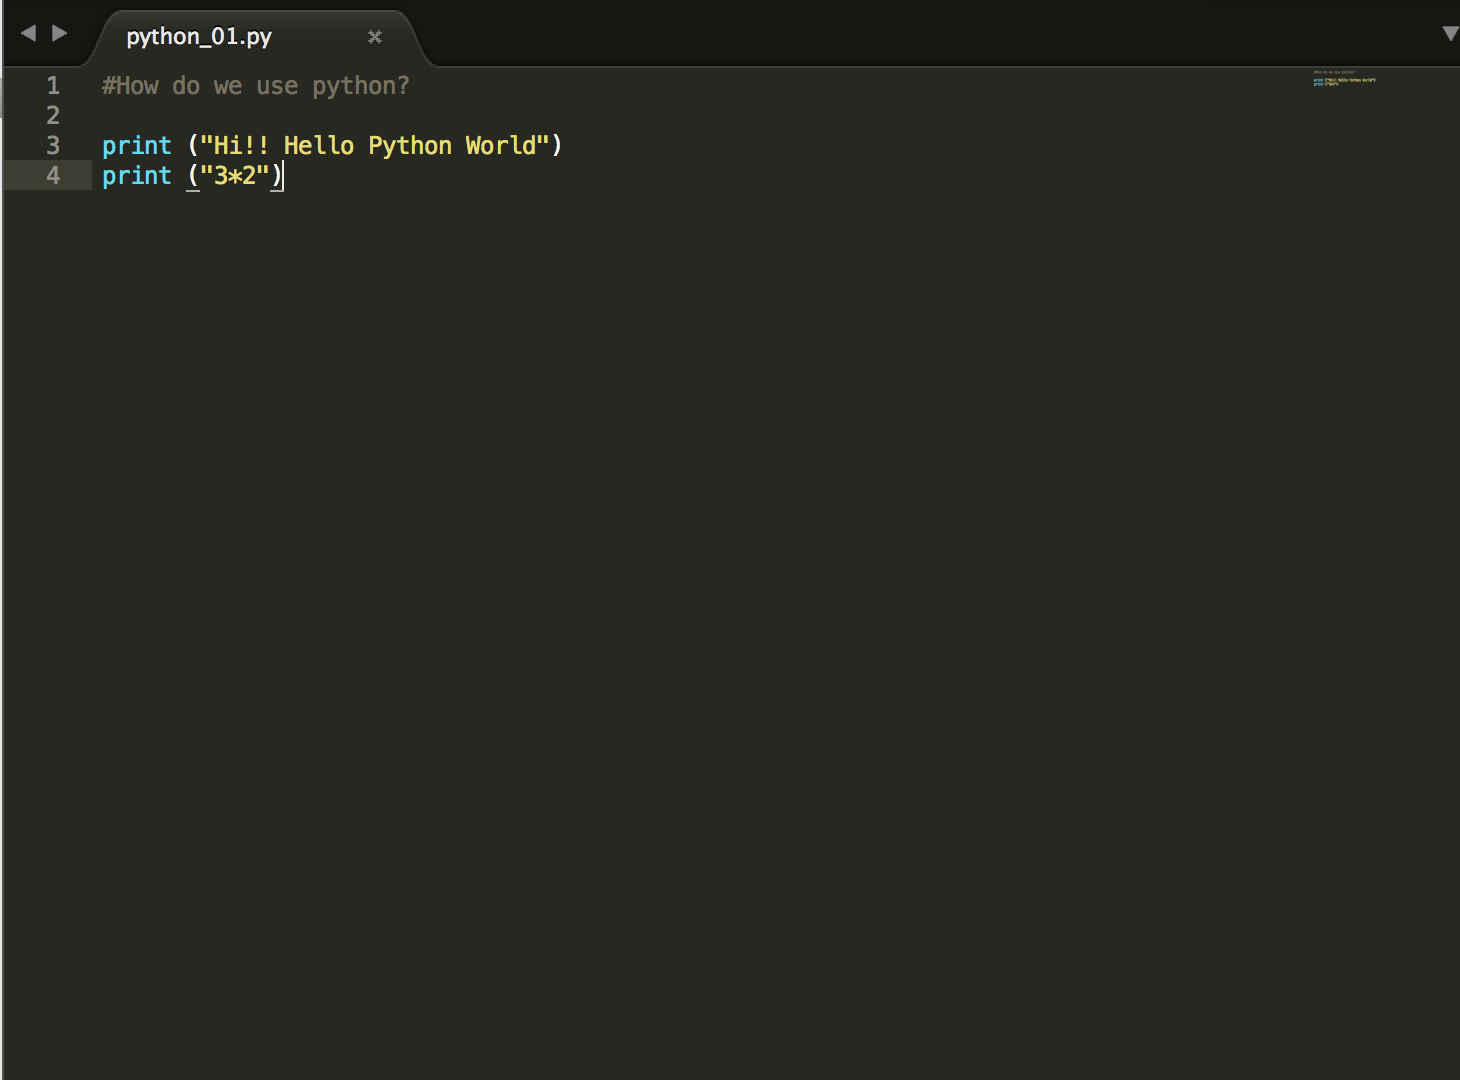 python_01.py
1 #How do we use python?
2
3 print ("Hi!! Hello Python World")
4 print ("3*2")